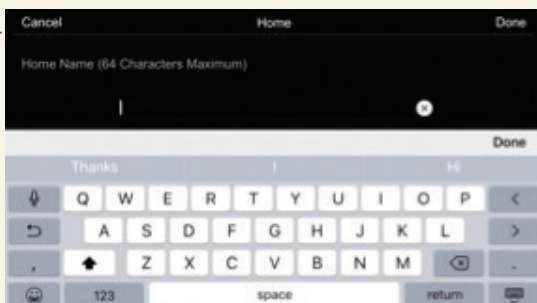 Cancel Home Done
Home Name (64 Characters Maximum)
Done
Thanks I Hi
Q W E R T Y U I O P <
A S D F G H J K L >
, Z X C V B N M .
123 space return